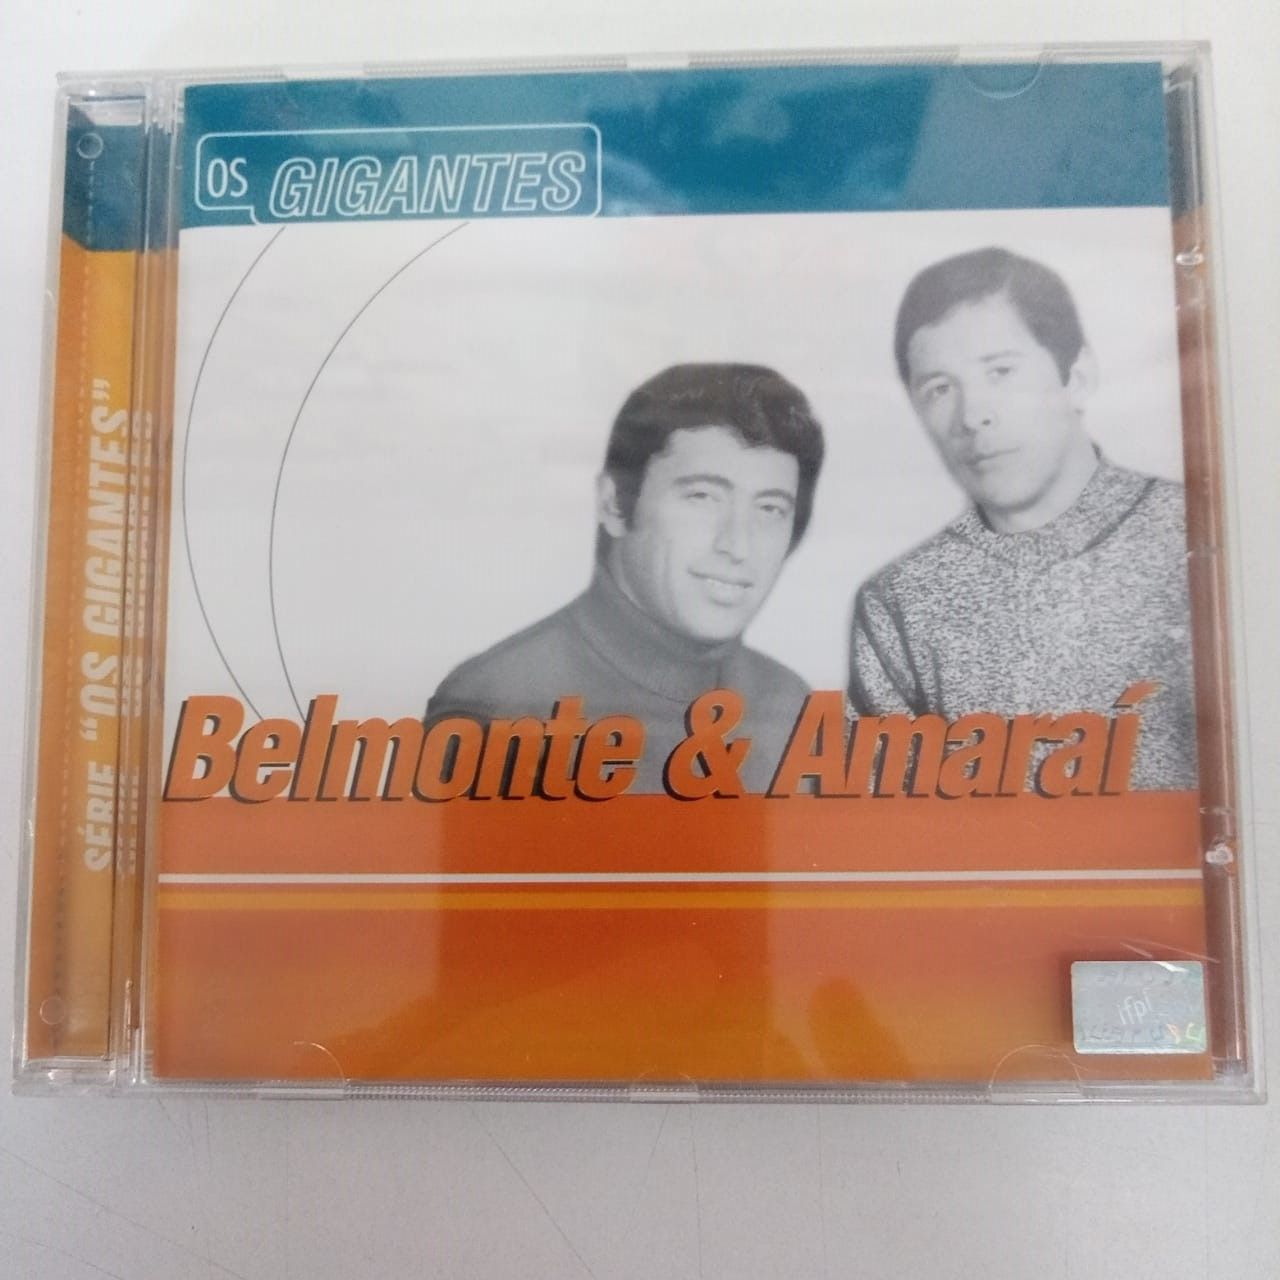 OS GIGANTES
Belmonte & Amaraí
SÉRIE "OS GIGANTES"
ifpi